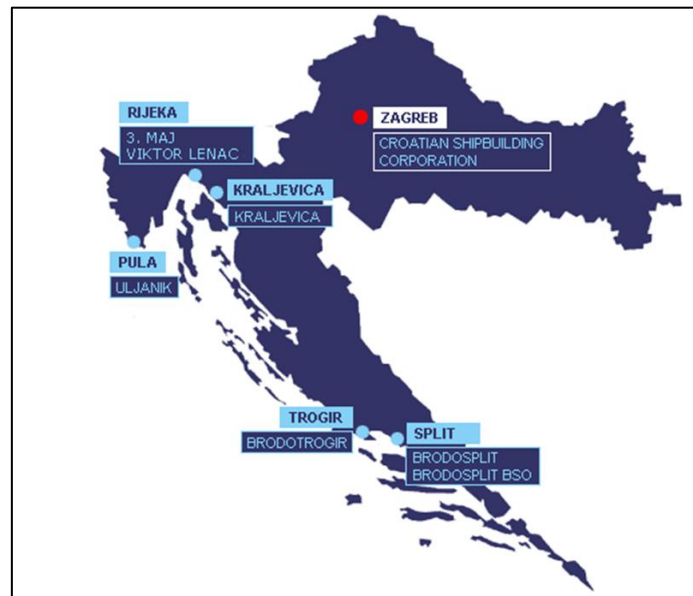 RIJEKA
3. MAJ
VIKTOR LENAC
ZAGREB
CROATIAN SHIPBUILDING
CORPORATION
KRALJEVICA
KRALJEVICA
PULA
ULJANIK
TROGIR
BRODOTROGIR
SPLIT
BRODOSPLIT
BRODOSPLIT BSO